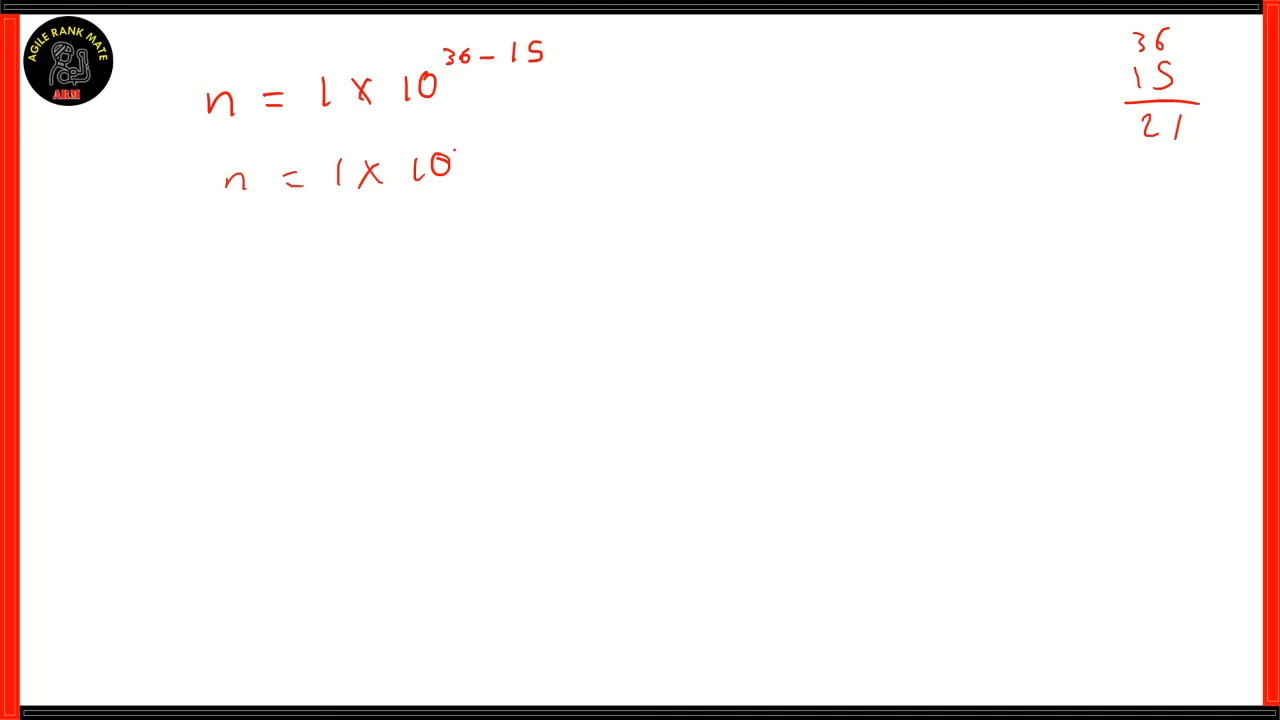 AGILE RANK MATE
ARM
n = 1 × 10^36-15
n = 1 × 10
36
15
21